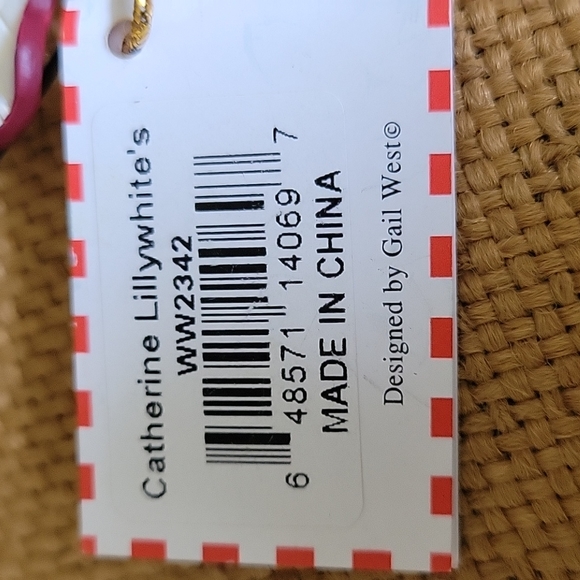 Catherine Lillywhite's
WW2342
6 48571 14069 7
MADE IN CHINA
Designed by Gail West©